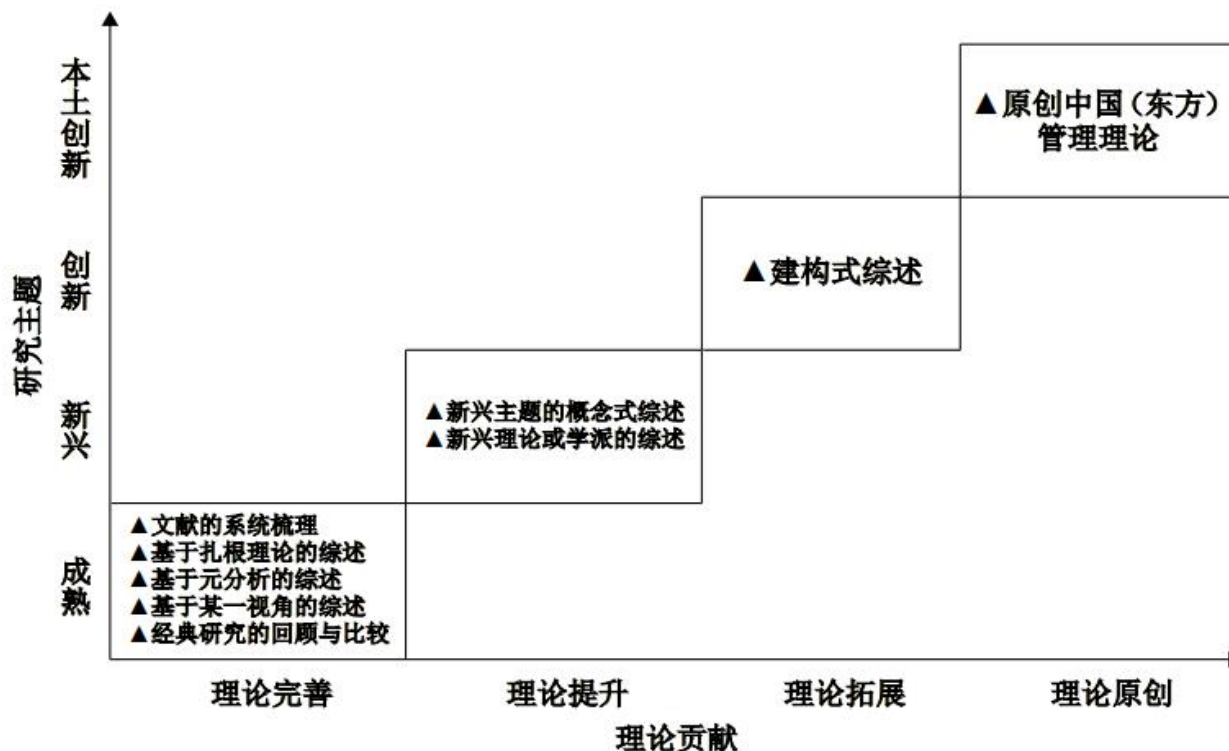 本土创新
▲原创中国（东方）
管理理论
创新
▲建构式综述
研究主题
新兴
▲新兴主题的概念式综述
▲新兴理论或学派的综述
成熟
▲文献的系统梳理
▲基于扎根理论的综述
▲基于元分析的综述
▲基于某一视角的综述
▲经典研究的回顾与比较
理论完善
理论提升
理论拓展
理论原创
理论贡献